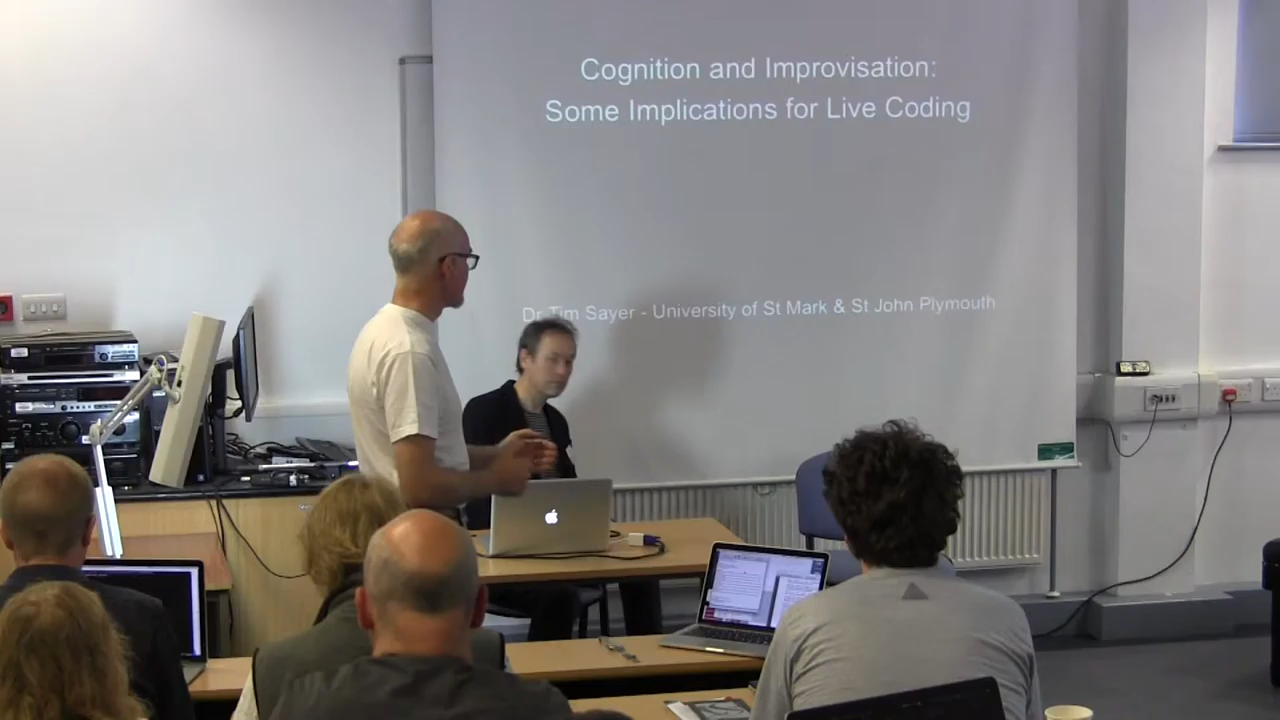 Cognition and Improvisation:
Some Implications for Live Coding
Dr Tim Sayer - University of St Mark & St John Plymouth